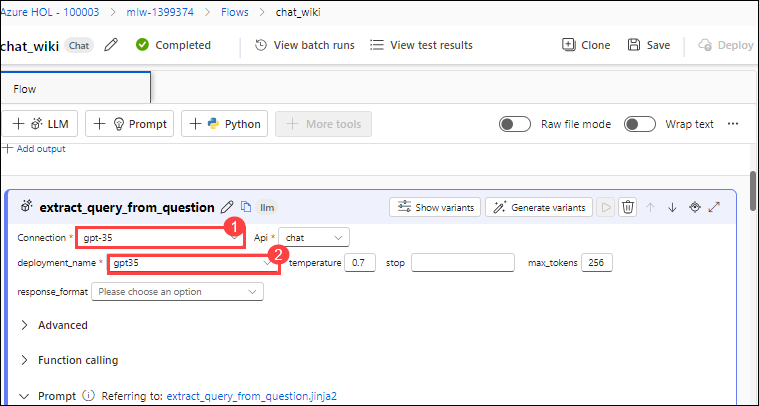 Azure HOL - 100003 > mlw-1399374 > Flows > chat_wiki
chat_wiki Chat Completed View batch runs View test results Clone Save Deploy
Flow
+ LLM + Prompt + Python + More tools Raw file mode Wrap text ...
+ Add output
extract_query_from_question llm Show variants Generate variants
Connection * gpt-35 1 Api * chat
deployment_name * gpt35 2 temperature 0.7 stop max_tokens 256
response_format Please choose an option
> Advanced
> Function calling
Prompt Referring to: extract_query_from_question.jinja2